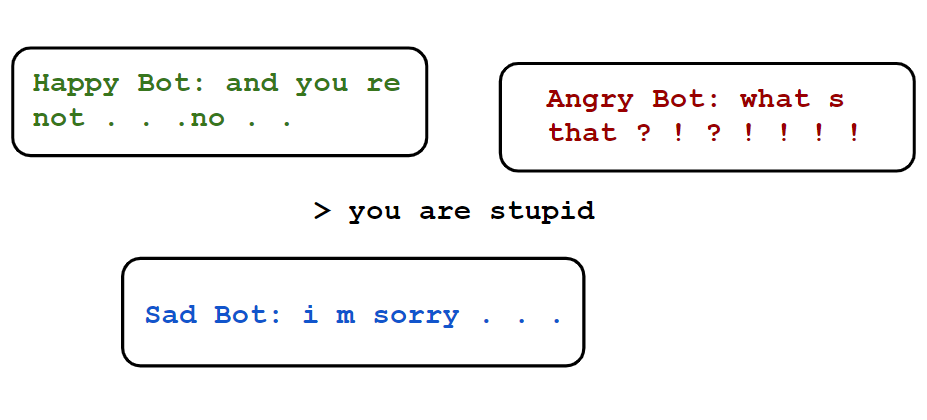 Happy Bot: and you re
not . . .no . .
Angry Bot: what s
that ? ! ? ! ! ! !
> you are stupid
Sad Bot: i m sorry . . .